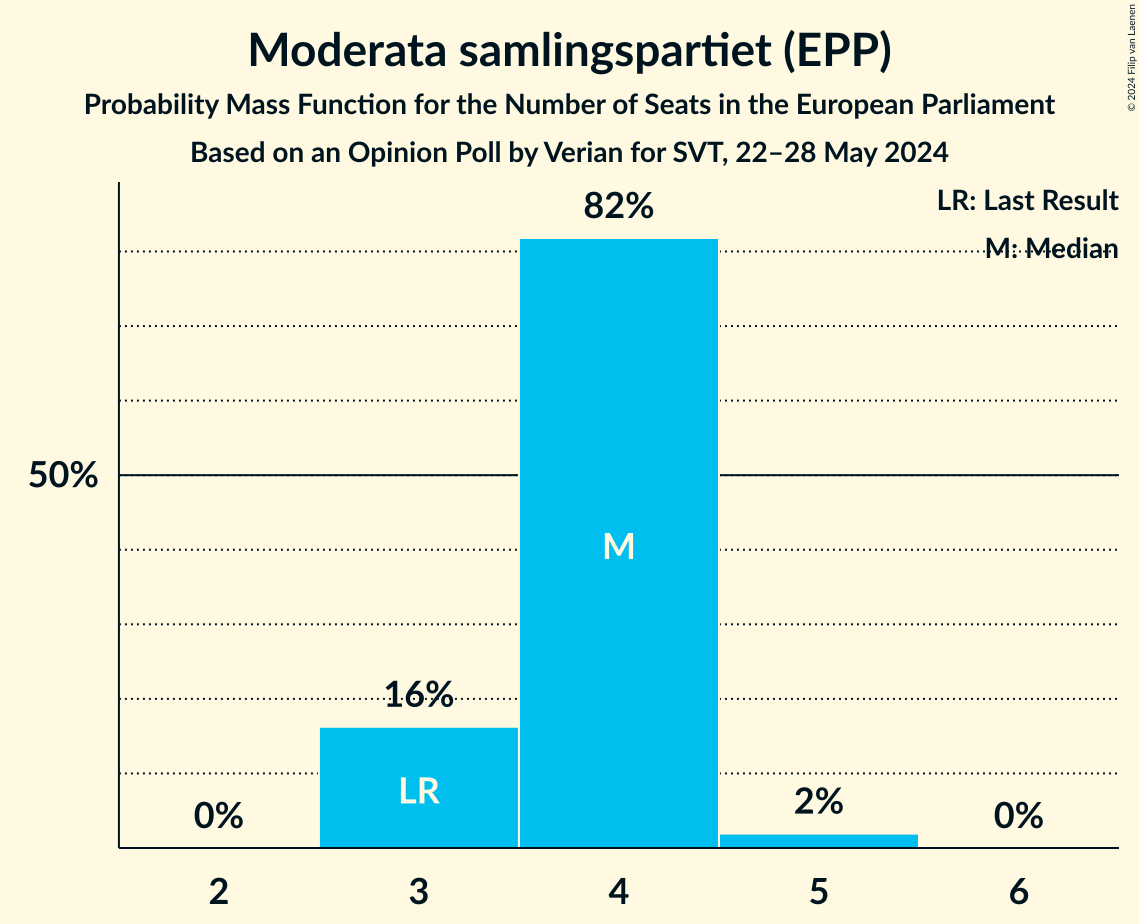 Moderata samlingspartiet (EPP)
Probability Mass Function for the Number of Seats in the European Parliament
Based on an Opinion Poll by Verian for SVT, 22–28 May 2024
© 2024 Filip van Laenen
LR: Last Result
M: Median
82%
50%
M
16%
LR
0%
2%
0%
2
3
4
5
6